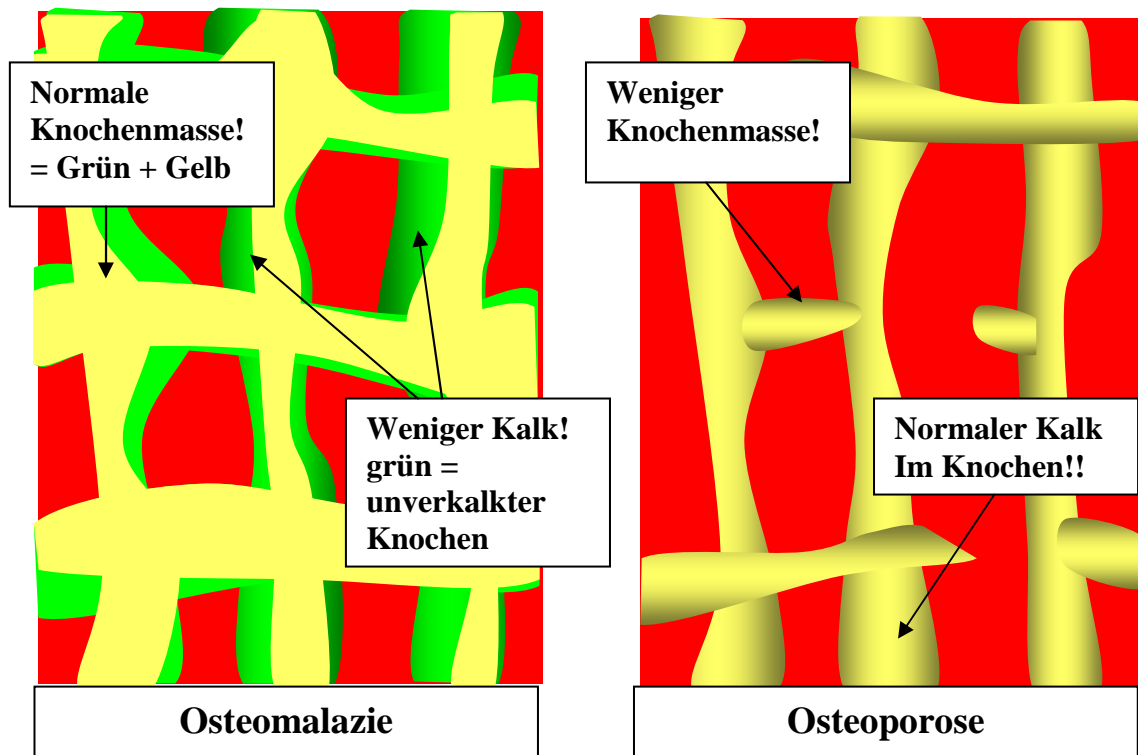 Normale
Knochenmasse!
= Grün + Gelb
Weniger Kalk!
grün =
unverkalkter
Knochen
Osteomalazie
Weniger
Knochenmasse!
Normaler Kalk
Im Knochen!!
Osteoporose